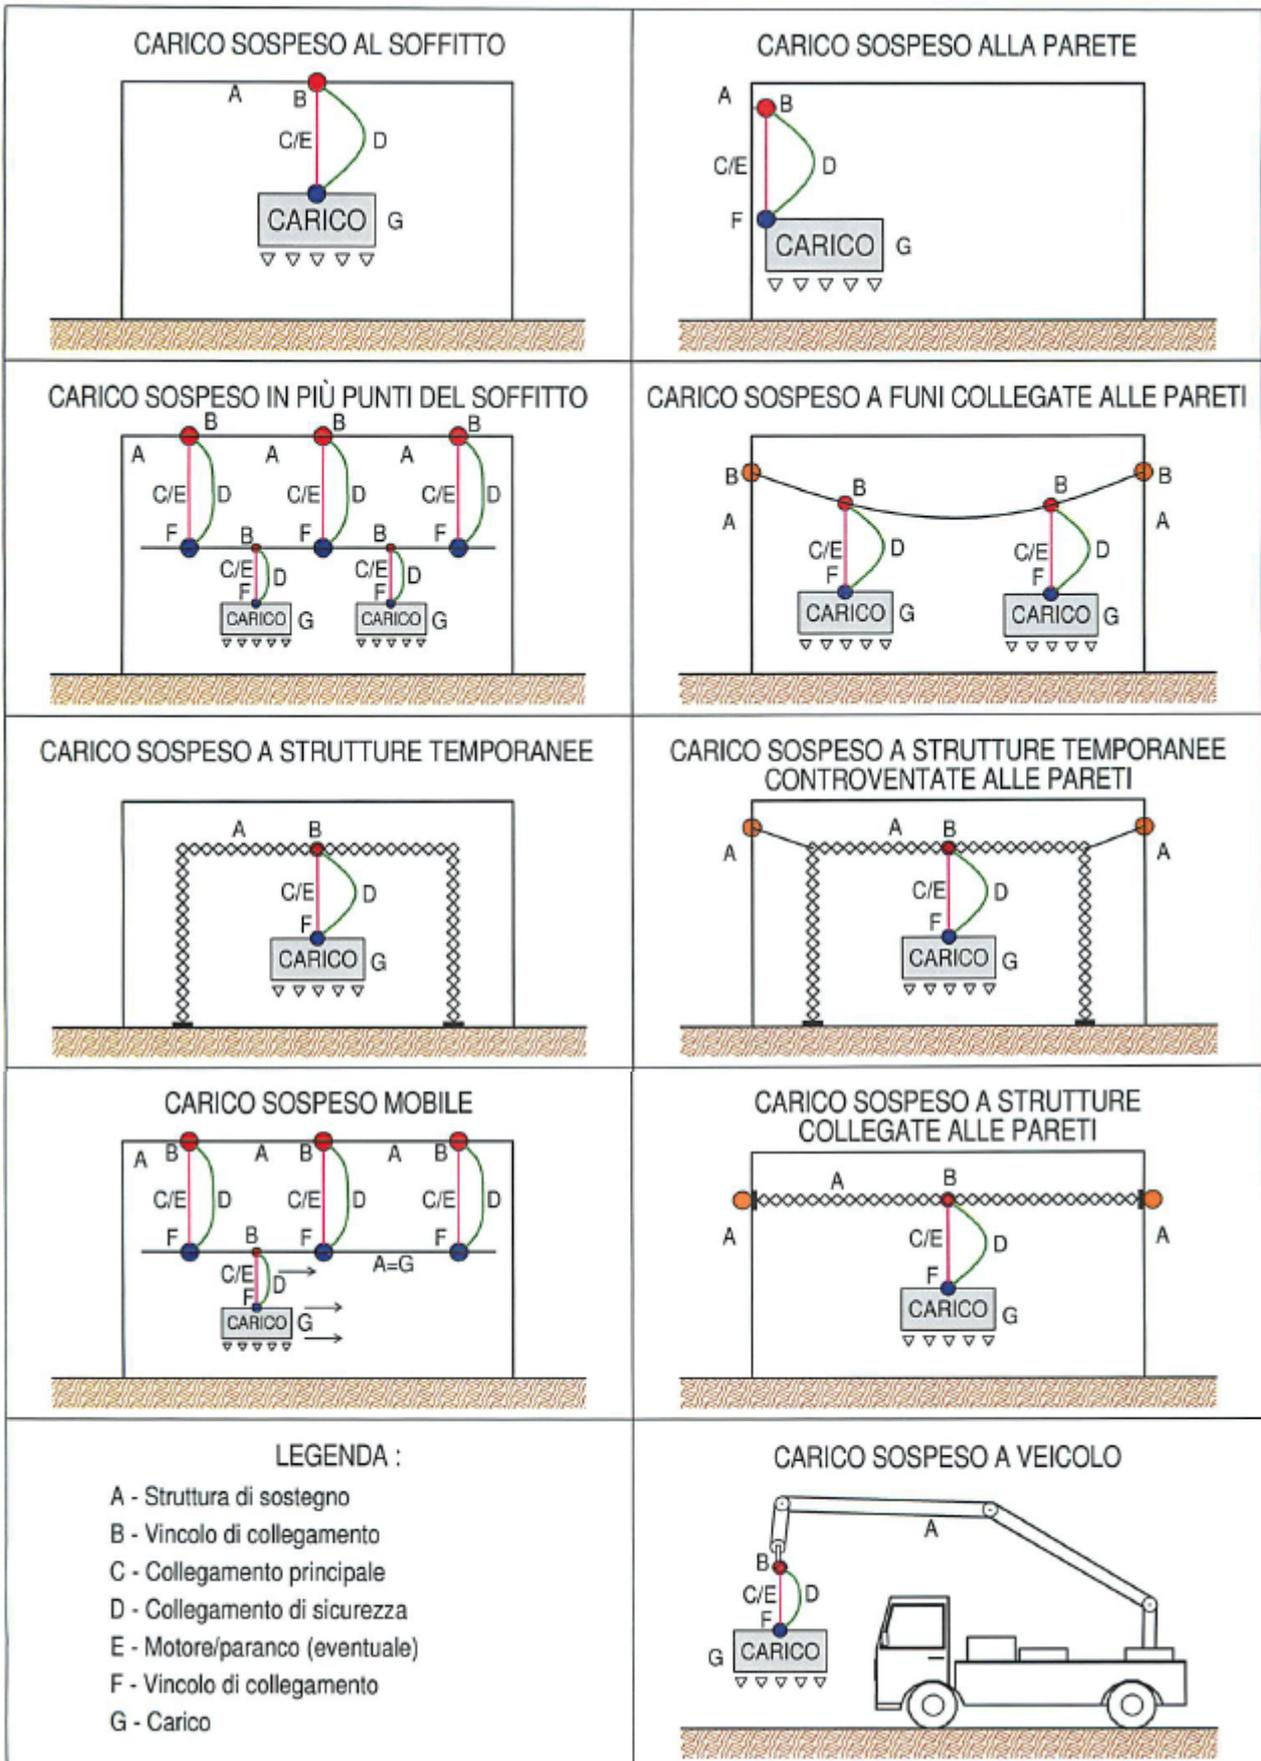 CARICO SOSPESO AL SOFFITTO
A B
C/E D
CARICO G
CARICO SOSPESO ALLA PARETE
A B
C/E D
F
CARICO G
CARICO SOSPESO IN PIÙ PUNTI DEL SOFFITTO
B B B
A A A
C/E D C/E D C/E D
F B F B F
C/E D C/E D
F F
CARICO G CARICO G
CARICO SOSPESO A FUNI COLLEGATE ALLE PARETI
B B B B
A A
C/E D C/E D
F F
CARICO G CARICO G
CARICO SOSPESO A STRUTTURE TEMPORANEE
A B
C/E D
F
CARICO G
CARICO SOSPESO A STRUTTURE TEMPORANEE
CONTROVENTATE ALLE PARETI
A B
A A
C/E D
F
CARICO G
CARICO SOSPESO MOBILE
A B A B A B
C/E D C/E D C/E D
F B F F
A=G
C/E D
F
CARICO G
CARICO SOSPESO A STRUTTURE
COLLEGATE ALLE PARETI
A B
A A
C/E D
F
CARICO G
LEGENDA :
A - Struttura di sostegno
B - Vincolo di collegamento
C - Collegamento principale
D - Collegamento di sicurezza
E - Motore/paranco (eventuale)
F - Vincolo di collegamento
G - Carico
CARICO SOSPESO A VEICOLO
A
B
C/E D
F
G CARICO